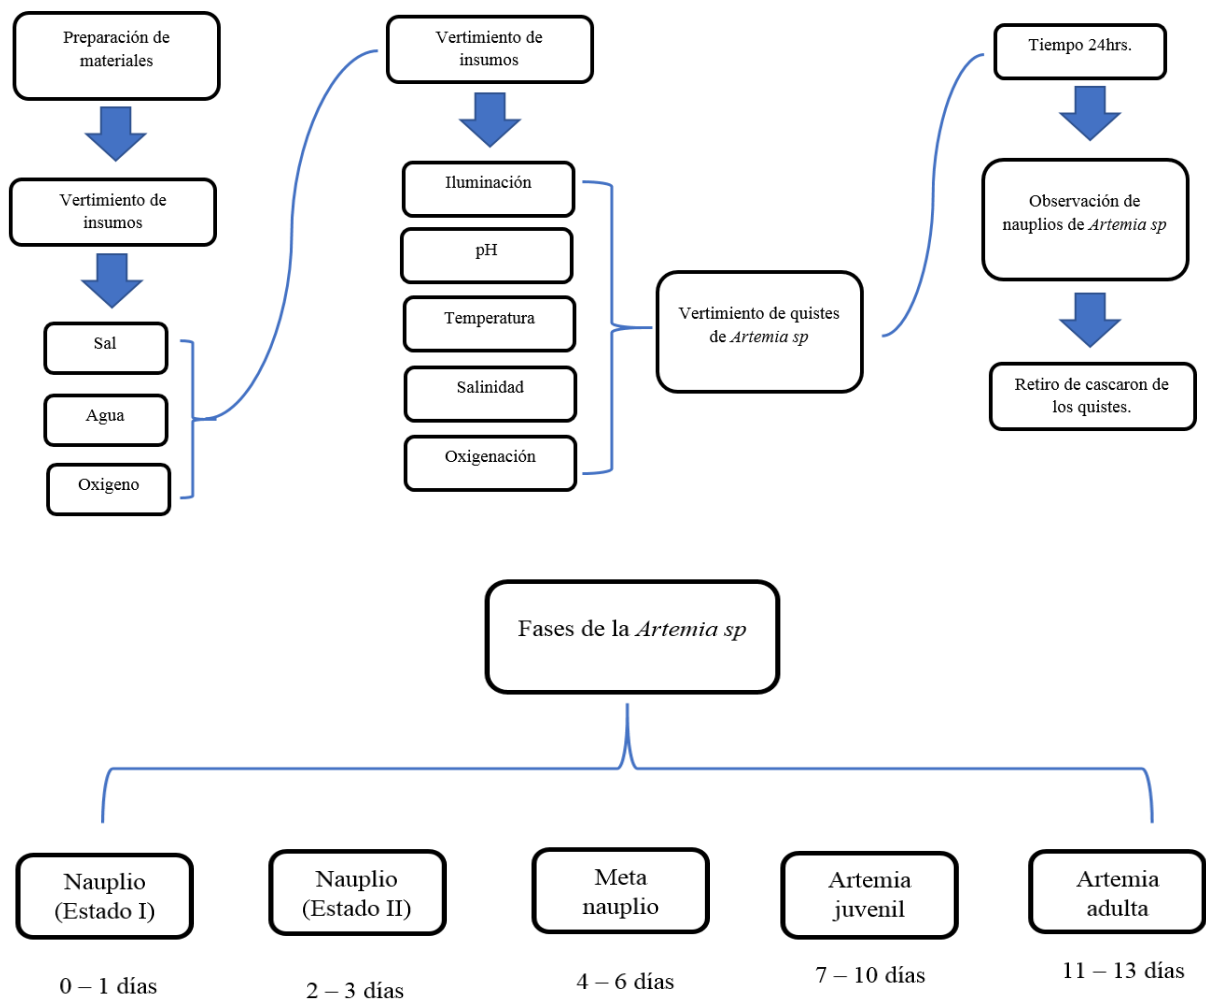 Preparación de
materiales
Vertimiento de
insumos
Sal
Agua
Oxigeno
Vertimiento de
insumos
Iluminación
pH
Temperatura
Salinidad
Oxigenación
Vertimiento de quistes
de Artemia sp
Tiempo 24hrs.
Observación de
nauplios de Artemia sp
Retiro de cascaron de
los quistes.
Fases de la Artemia sp
Nauplio
(Estado I)
0 – 1 días
Nauplio
(Estado II)
2 – 3 días
Meta
nauplio
4 – 6 días
Artemia
juvenil
7 – 10 días
Artemia
adulta
11 – 13 días